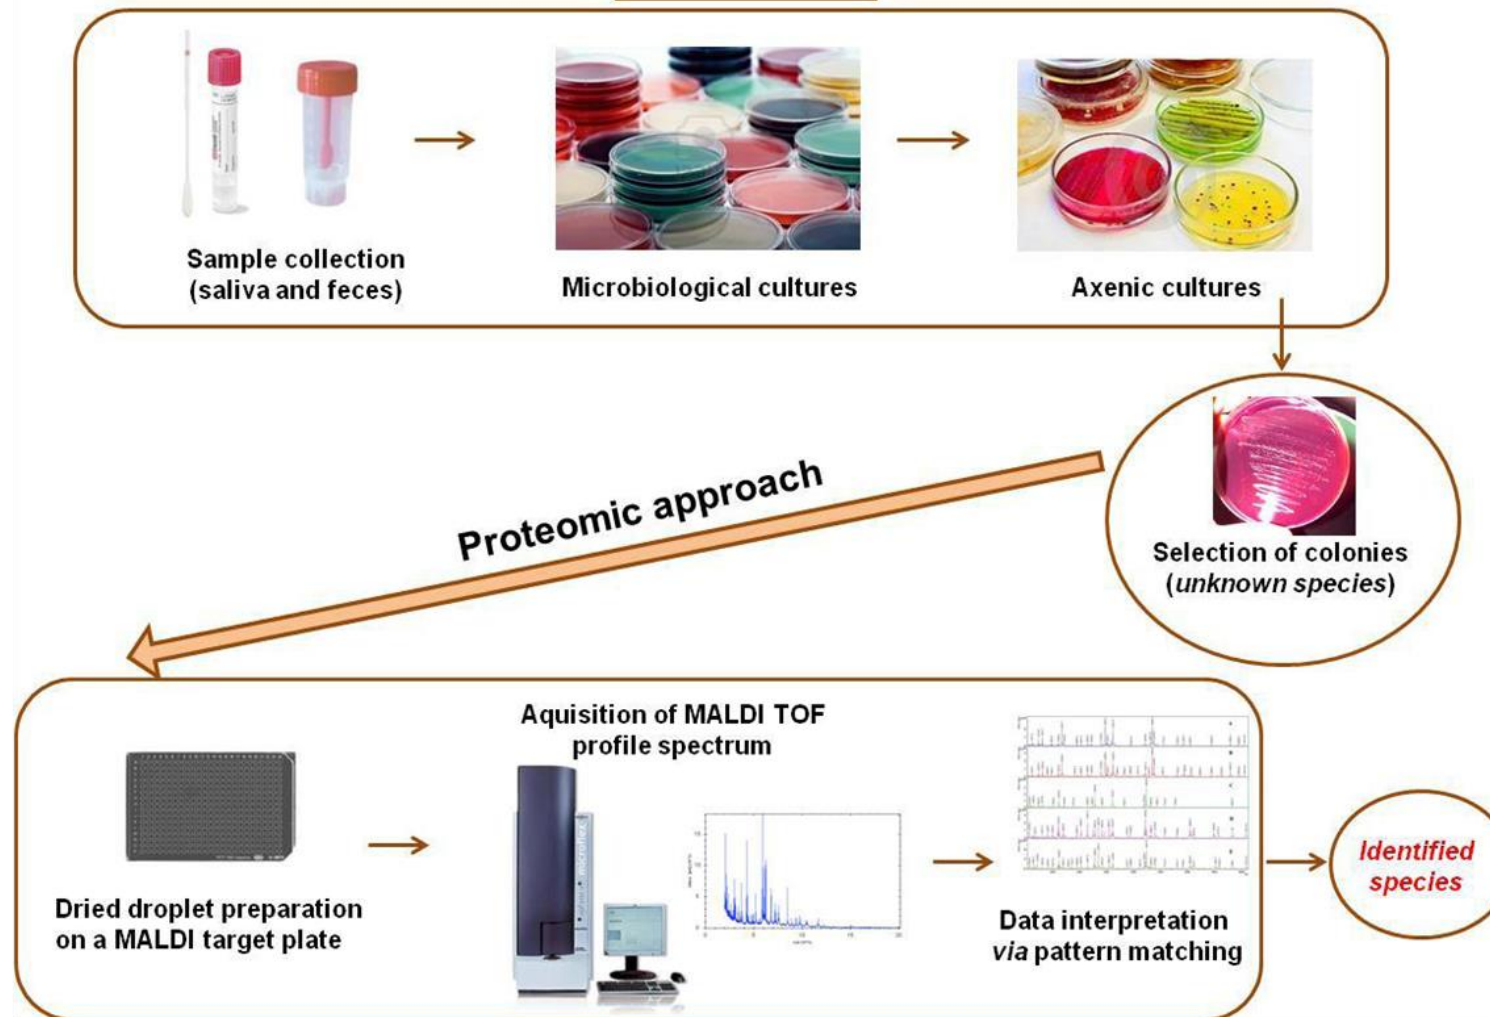 Sample collection
(saliva and feces)
Microbiological cultures
Axenic cultures
Selection of colonies
(unknown species)
Proteomic approach
Aquisition of MALDI TOF
profile spectrum
microflex
Dried droplet preparation
on a MALDI target plate
Data interpretation
via pattern matching
Identified
species